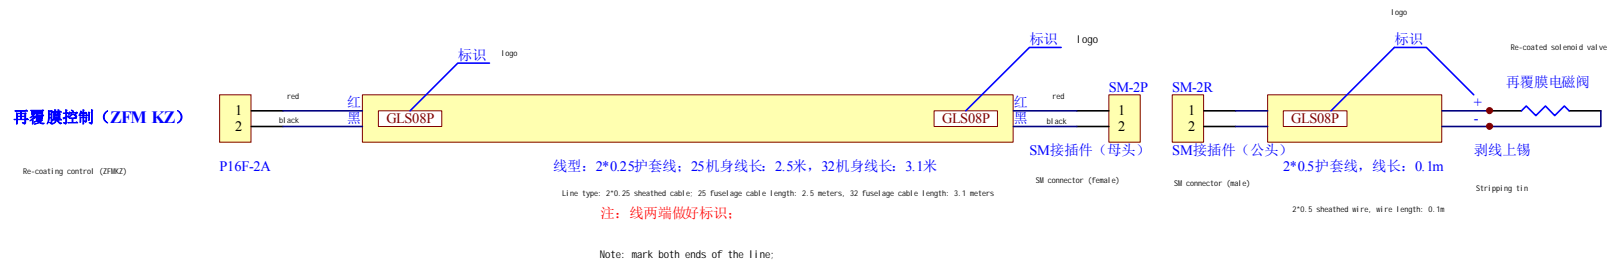 logo
标识
logo
标识
logo
标识
Re-coated solenoid valve
再覆膜电磁阀
SM-2P
SM-2R
red
红
红
red
+
再覆膜控制（ZFM KZ）
1
2
black
黑
GLS08P
GLS08P
黑
black
1
2
1
2
GLS08P
-
SM接插件（母头）
SM接插件（公头）
剥线上锡
P16F-2A
线型：2*0.25护套线；25机身线长：2.5米，32机身线长：3.1米
2*0.5护套线，线长：0.1m
Re-coating control (ZFMKZ)
SM connector (female)
SM connector (male)
Stripping tin
Line type: 2*0.25 sheathed cable; 25 fuselage cable length: 2.5 meters, 32 fuselage cable length: 3.1 meters
注：线两端做好标识；
2*0.5 sheathed wire, wire length: 0.1m
Note: mark both ends of the line;